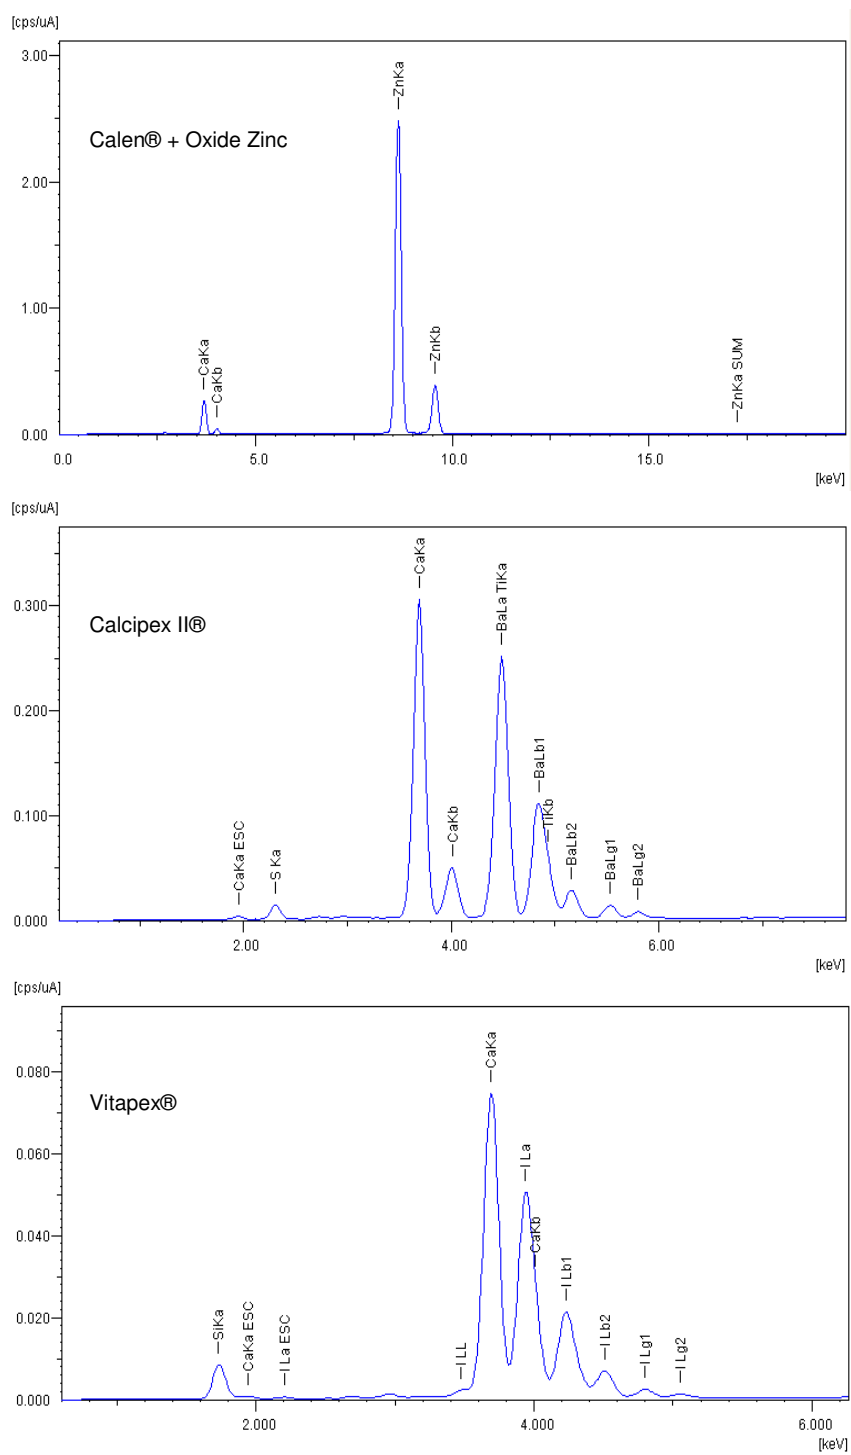 [cps/uA]
3.00
ZnKa
Calen® + Oxide Zinc
2.00
1.00
CaKa
CaKb
ZnKb
ZnKa SUM
0.00
0.0 5.0 10.0 15.0
[keV]
[cps/uA]
CaKa
0.300
BaLa TiKa
Calcipex II®
0.200
BaLb1
0.100
TiKb
CaKb
CaKa ESC
S Ka
BaLb2
BaLg1
BaLg2
0.000
2.00 4.00 6.00
[keV]
[cps/uA]
CaKa
0.080
Vitapex®
0.060
I La
0.040
CaKb
I Lb1
0.020
SiKa
CaKa ESC
I La ESC
I LL
I Lb2
I Lg1
I Lg2
0.000
2.000 4.000 6.000
[keV]